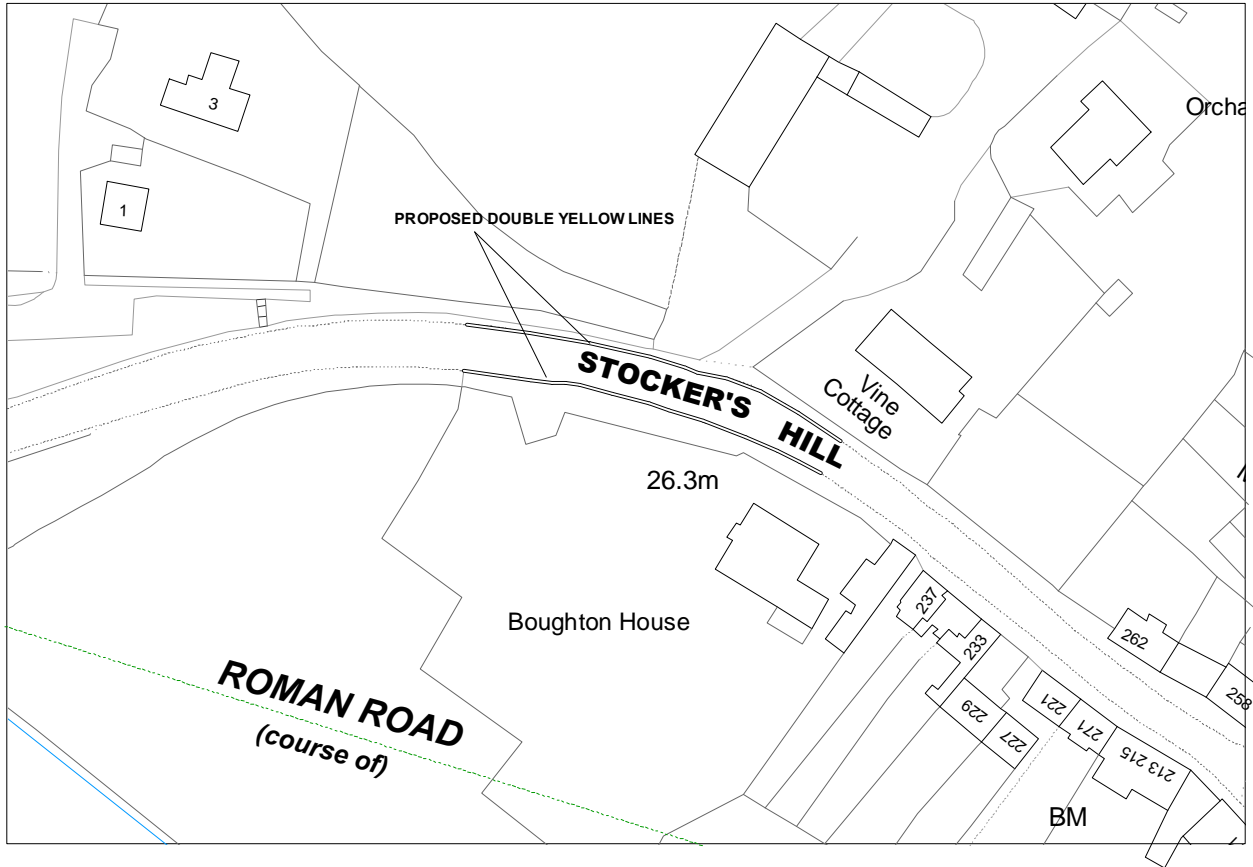 3
Orcha
1
PROPOSED DOUBLE YELLOW LINES
STOCKER'S HILL
Vine
Cottage
26.3m
Boughton House
237
233
262
258
229
227
221
271
213 215
ROMAN ROAD
(course of)
BM